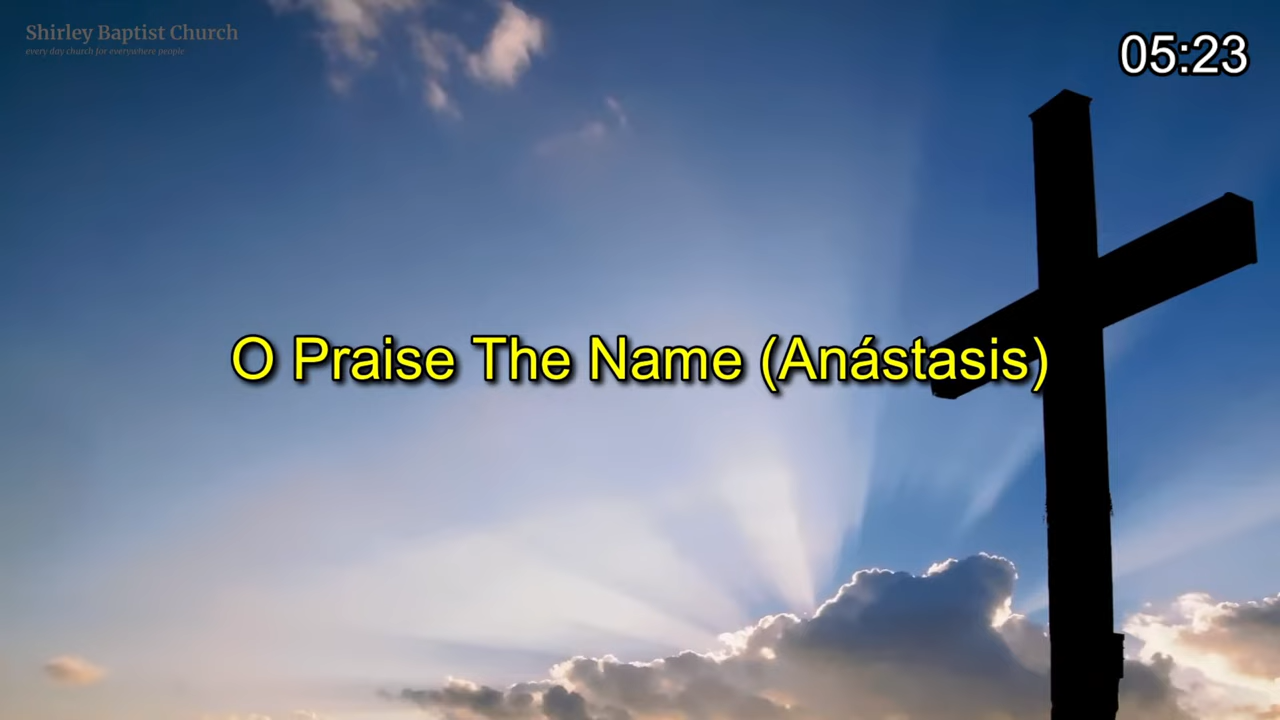 Shirley Baptist Church
every day church for everywhere people
05:23
O Praise The Name (Anástasis)